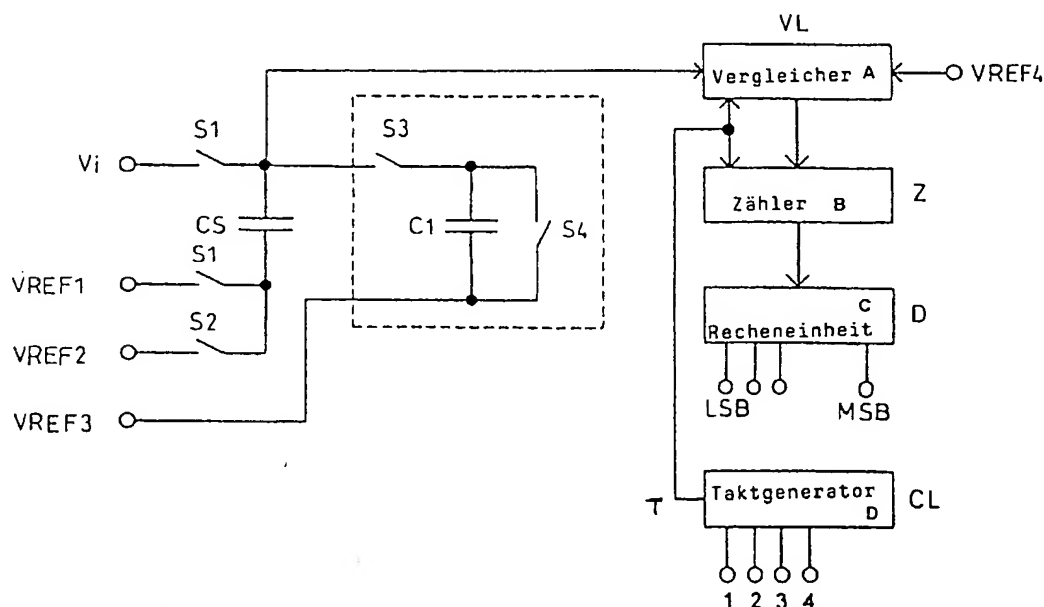 VL
Vergleicher A
VREF4
S1
S3
Vi
CS
C1
S4
Zähler B
Z
S1
VREF1
S2
VREF2
C
Recheneinheit
D
LSB
MSB
VREF3
T
Taktgenerator
D
CL
1 2 3 4